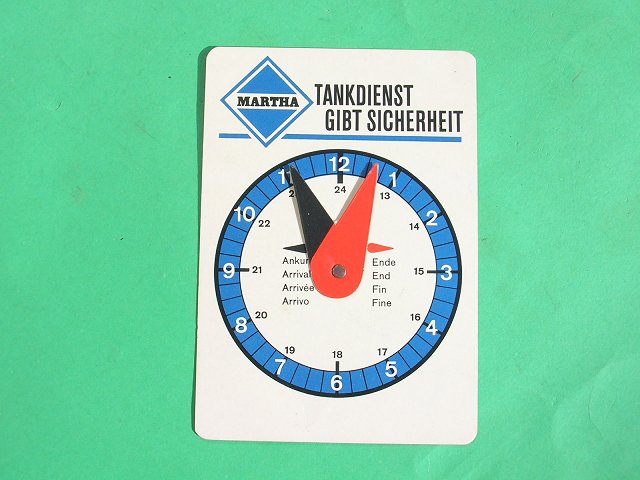 MARTHA
TANKDIENST
GIBT SICHERHEIT
11 12 1
24 13
10 2
22 14
9 21 15 3
8 20 16 4
7 19 18 17 5
6
Ende
Arrival End
Arrivée Fin
Arrivo Fine